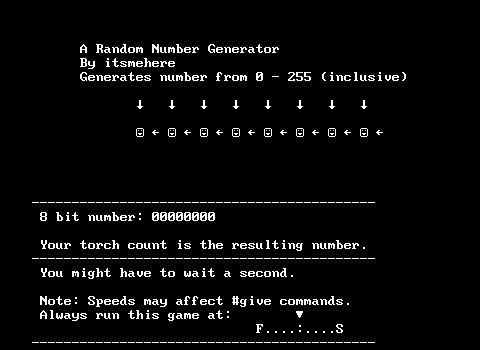 A Random Number Generator
By itsmehere
Generates number from 0 - 255 (inclusive)
↓ ↓ ↓ ↓ ↓ ↓ ↓ ↓
☺ ← ☺ ← ☺ ← ☺ ← ☺ ← ☺ ← ☺ ← ☺ ←
8 bit number: 00000000
Your torch count is the resulting number.
You might have to wait a second.
Note: Speeds may affect #give commands.
Always run this game at: ▼
F....:....S